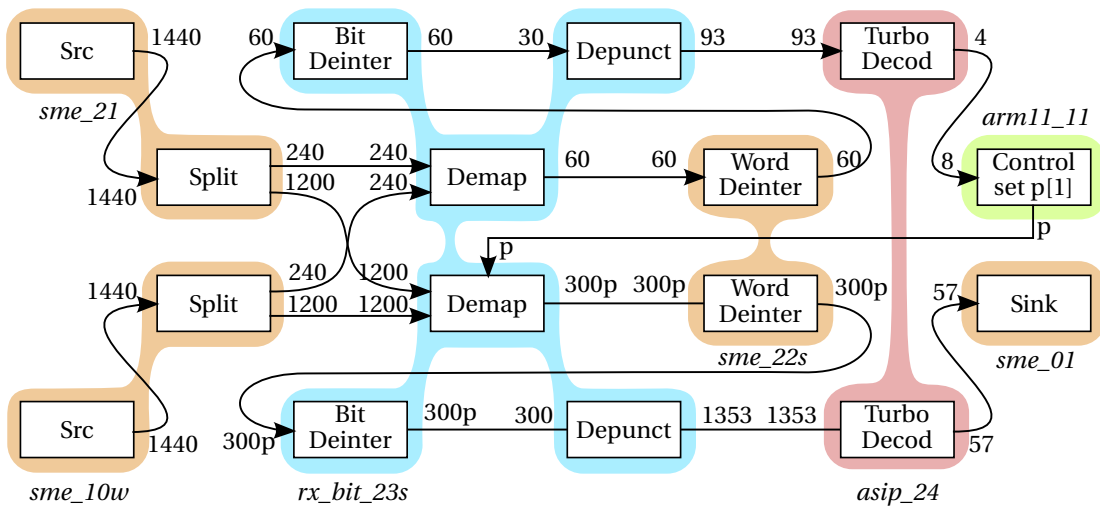 Src
1440
60
Bit
Deinter
60
30
Depunct
93
93
Turbo
Decod
4
sme_21
arm11_11
1440
Split
240
1200
240
240
Demap
60
60
Word
Deinter
60
8
Control
set p[1]
p
p
1440
Split
240
1200
1200
1200
Demap
300p
300p
Word
Deinter
300p
57
Sink
sme_22s
sme_01
Src
1440
300p
Bit
Deinter
300p
300
Depunct
1353
1353
Turbo
Decod
57
sme_10w
rx_bit_23s
asip_24